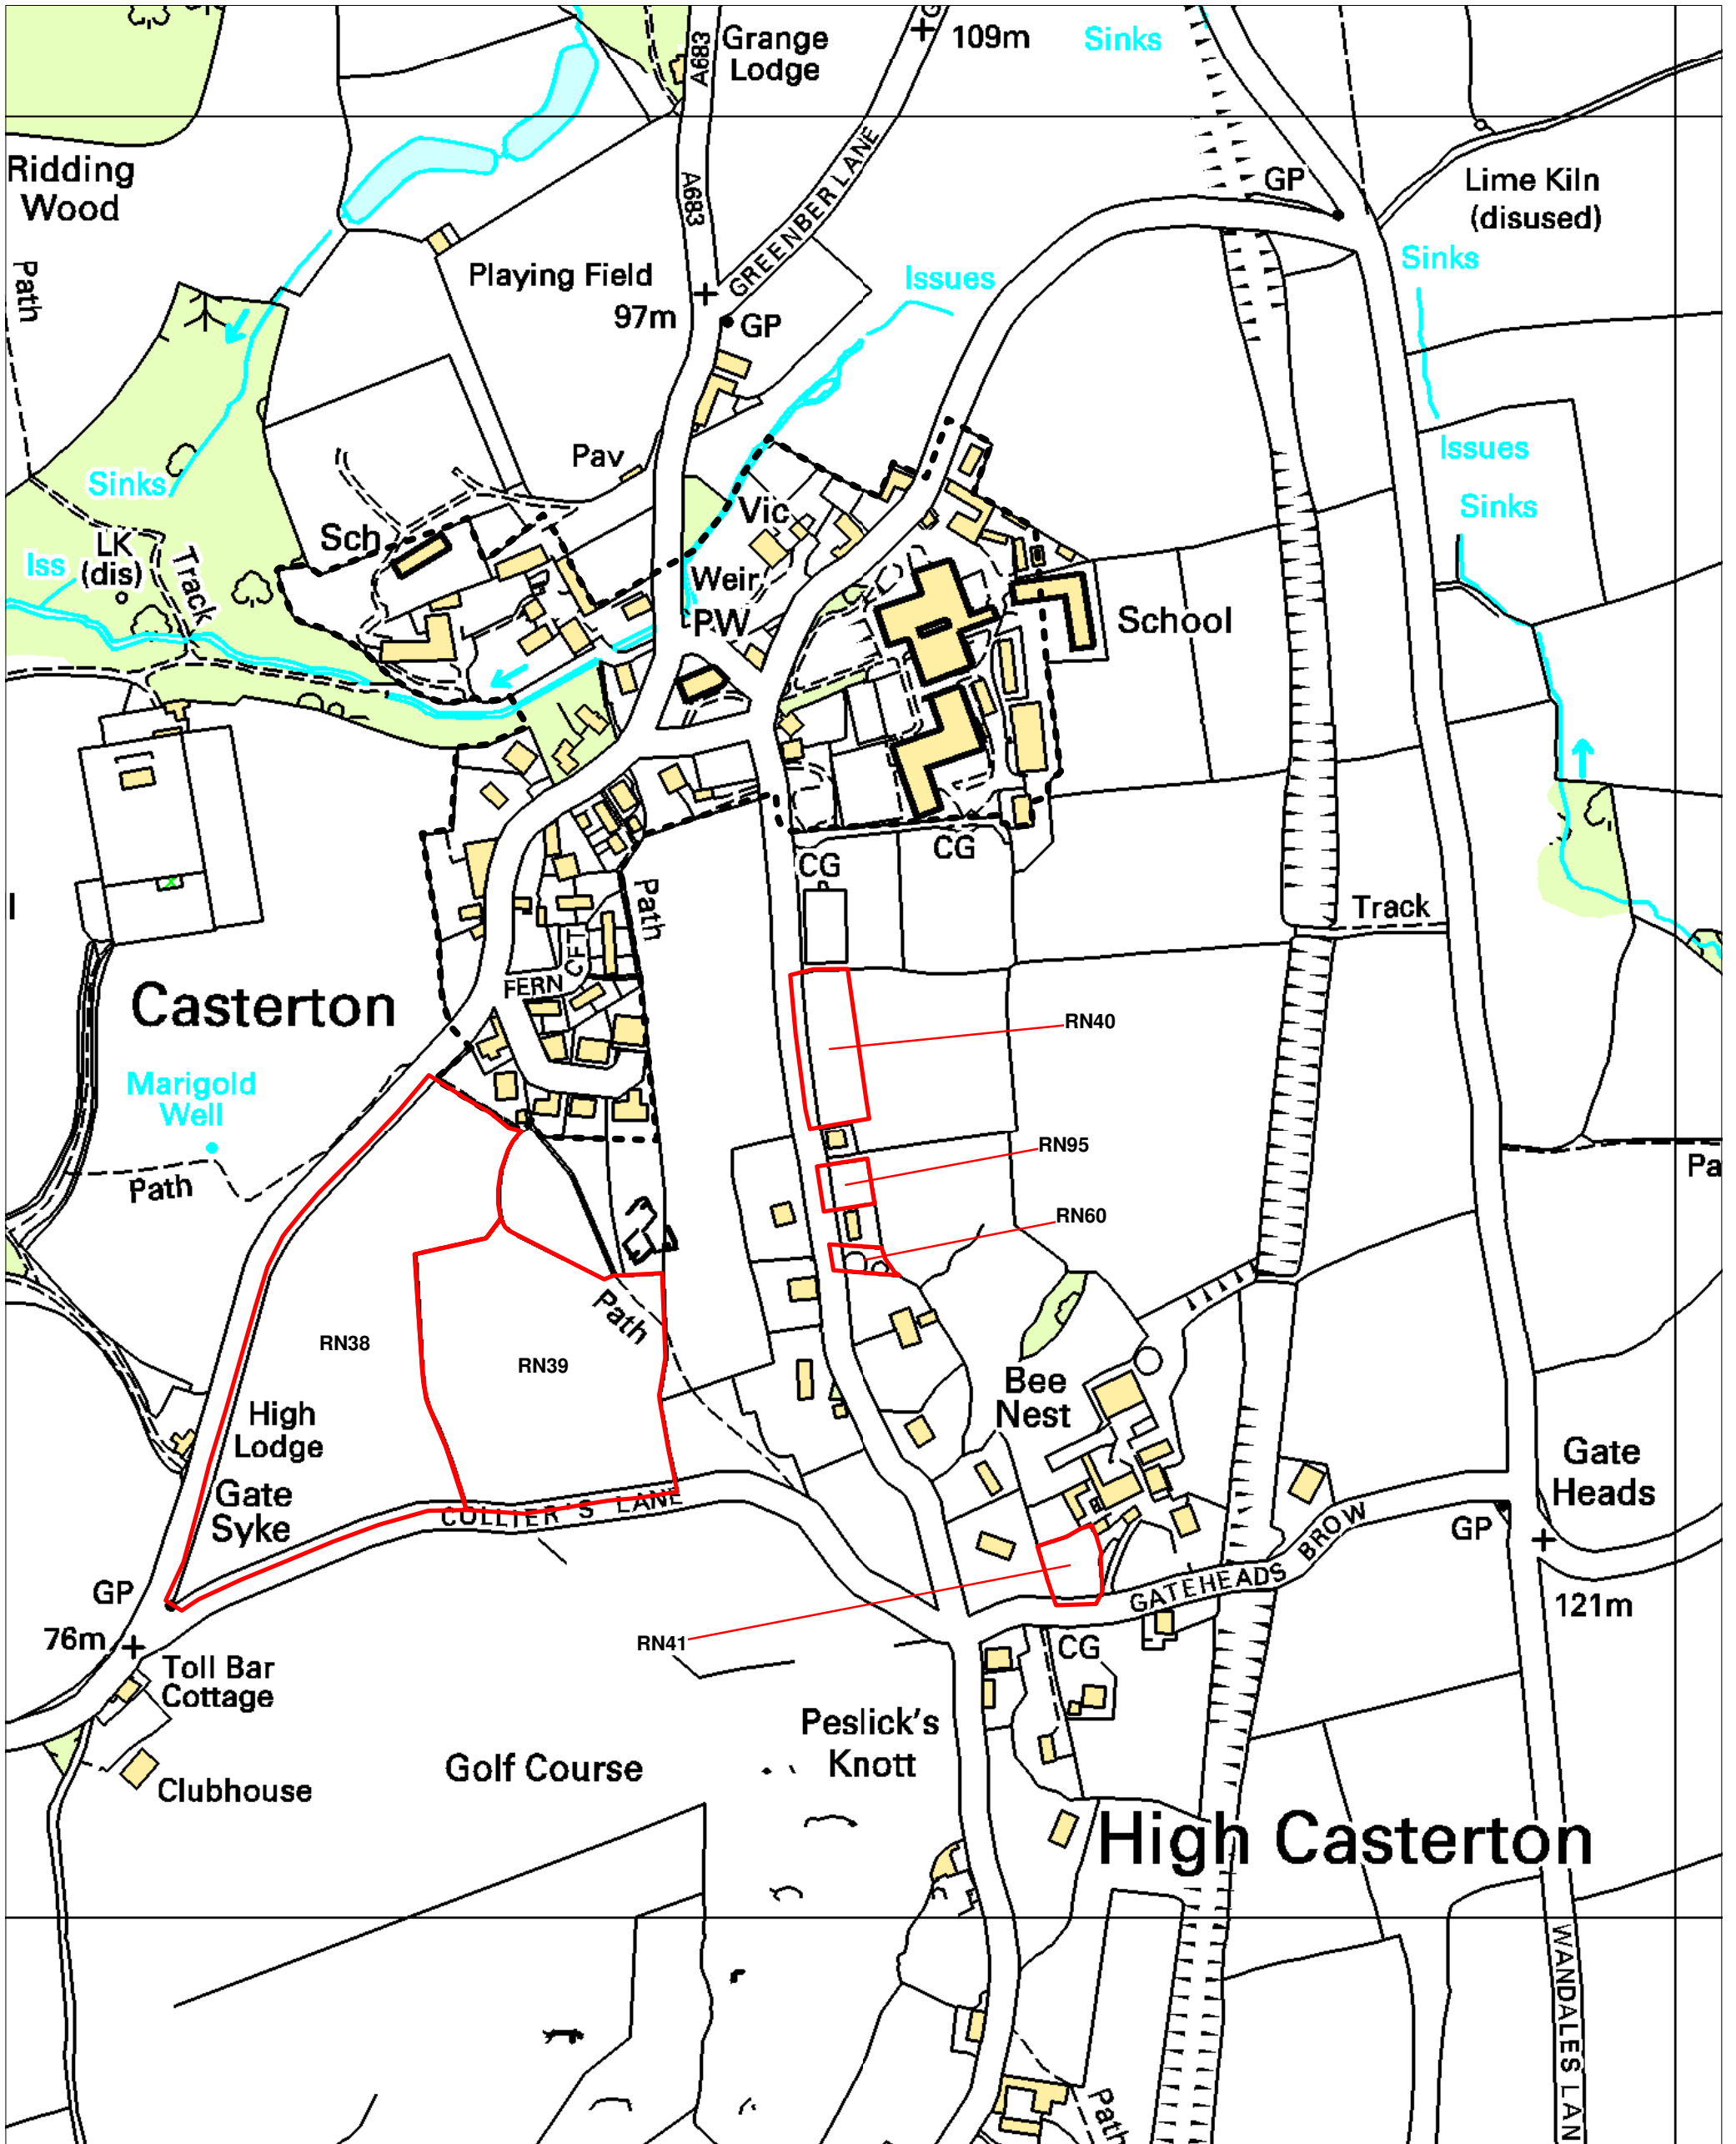 Grange
Lodge
109m
Sinks
A683
Ridding
Wood
A683
GREENBER LANE
GP
Lime Kiln
(disused)
Path
Playing Field
97m
GP
Issues
Sinks
Sinks
Pav
Issues
Sinks
Sch
Vic
LK
(dis)
Iss
Track
Weir
PW
School
CG
CG
Path
Track
FERN
CFT
Casterton
RN40
Marigold
Well
Path
RN95
Pa
RN60
Path
RN38
RN39
Bee
Nest
High
Lodge
Gate
Syke
COLLIER'S LANE
Gate
Heads
GP
GATEHEADS BROW
GP
121m
76m
RN41
CG
Toll Bar
Cottage
Peslick's
Knott
Golf Course
Clubhouse
High Casterton
WANDALES LAN
Path